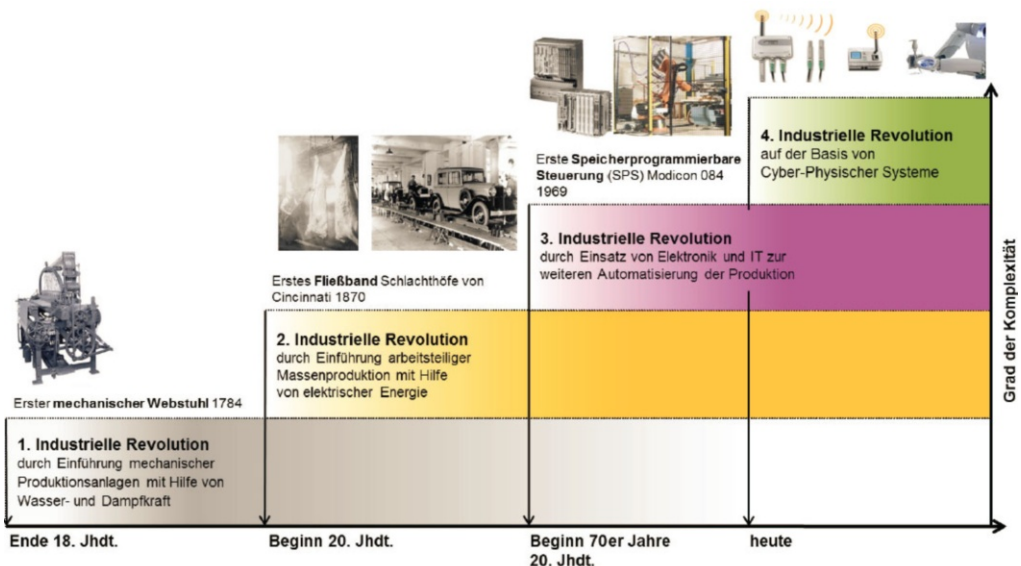 Erste Speicherprogrammierbare
Steuerung (SPS) Modicon 084
1969
4. Industrielle Revolution
auf der Basis von
Cyber-Physischer Systeme
3. Industrielle Revolution
durch Einsatz von Elektronik und IT zur
weiteren Automatisierung der Produktion
Erstes Fließband Schlachthöfe von
Cincinnati 1870
2. Industrielle Revolution
durch Einführung arbeitsteiliger
Massenproduktion mit Hilfe
von elektrischer Energie
Erster mechanischer Webstuhl 1784
1. Industrielle Revolution
durch Einführung mechanischer
Produktionsanlagen mit Hilfe von
Wasser- und Dampfkraft
Grad der Komplexität
Ende 18. Jhdt.
Beginn 20. Jhdt.
Beginn 70er Jahre
20. Jhdt.
heute